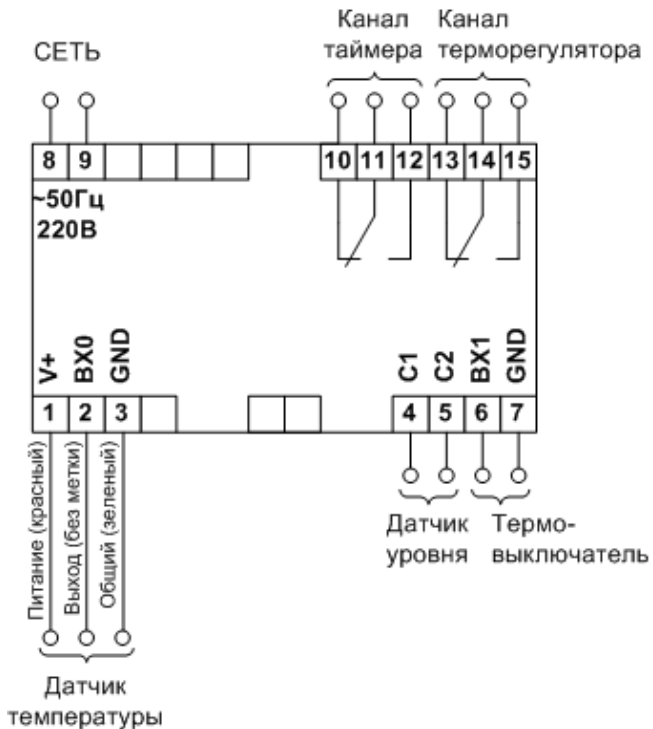 Канал Канал
таймера терморегулятора
СЕТЬ
8 9 10 11 12 13 14 15
~50Гц
220В
V+ BX0 GND C1 C2 BX1 GND
1 2 3 4 5 6 7
Питание (красный)
Выход (без метки)
Общий (зеленый)
Датчик Термо-
уровня выключатель
Датчик
температуры